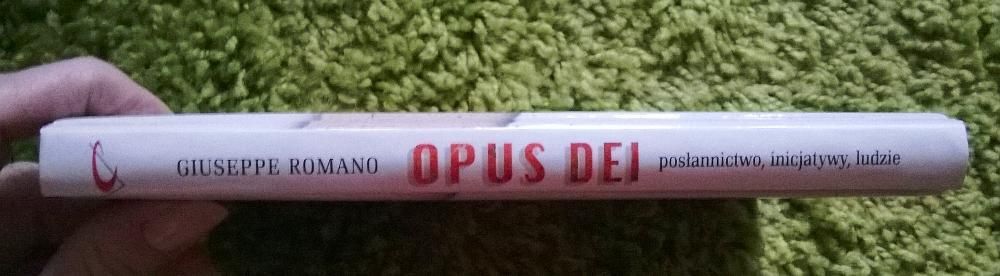 GIUSEPPE ROMANO OPUS DEI posłannictwo, inicjatywy, ludzie